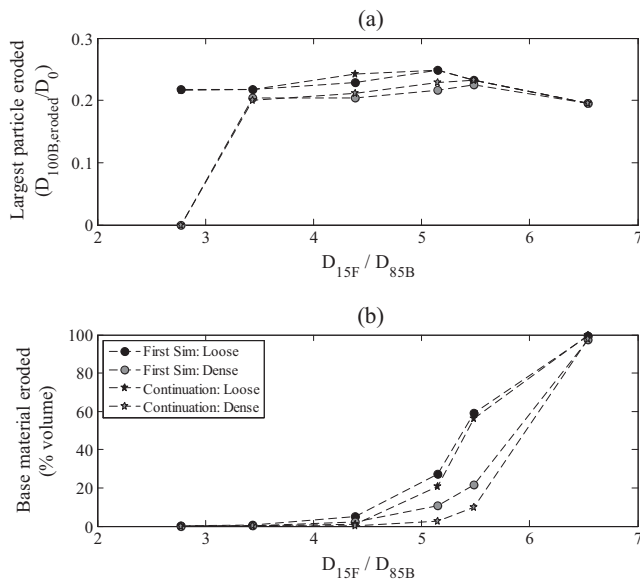 (a)
0.3
0.2
0.1
0
Largest particle eroded
(D100B,eroded/D0)
2 3 4 5 6 7
D15F / D85B
(b)
100
80
60
40
20
0
Base material eroded
(% volume)
First Sim: Loose
First Sim: Dense
Continuation: Loose
Continuation: Dense
2 3 4 5 6 7
D15F / D85B